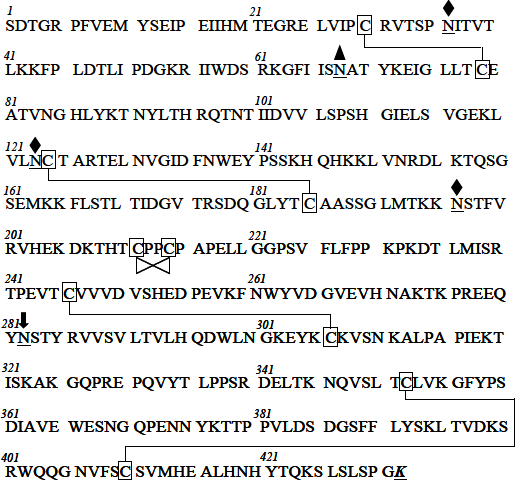 1 21
SDTGR PFVEM YSEIP EIIHM TEGRE LVIPC RVTSP NITVT
41 61
LKKFP LDTLI PDGKR IIWDS RKGFI ISNAT YKEIG LLTCE
81 101
ATVNG HLYKT NYLTH RQTNT IIDVV LSPSH GIELS VGEKL
121 141
VLNC TARTEL NVGID FNWEY PSSKH QHKKL VNRDL KTQSG
161 181
SEMKK FLSTL TIDGV TRSDQ GLYTC AASSG LMTKK NSTFV
201 221
RVHEK DKTHT CPPC PAPELL GGPSV FLFPP KPKDT LMISR
241 261
TPEVT CVVVD VSHED PEVKF NWYVD GVEVH NAKTK PREEQ
281 301
YNSTY RVVSV LTVLH QDWLN GKEYK CKVSN KALPA PIEKT
321 341
ISKAK GQPRE PQVYT LPPSR DELTK NQVSL TCLVK GFYPS
361 381
DIAVE WESNG QPENN YKTTP PVLDS DGSFF LYSKL TVDKS
401 421
RWQQG NVFSC SVMHE ALHNH YTQKS LSLSP GK